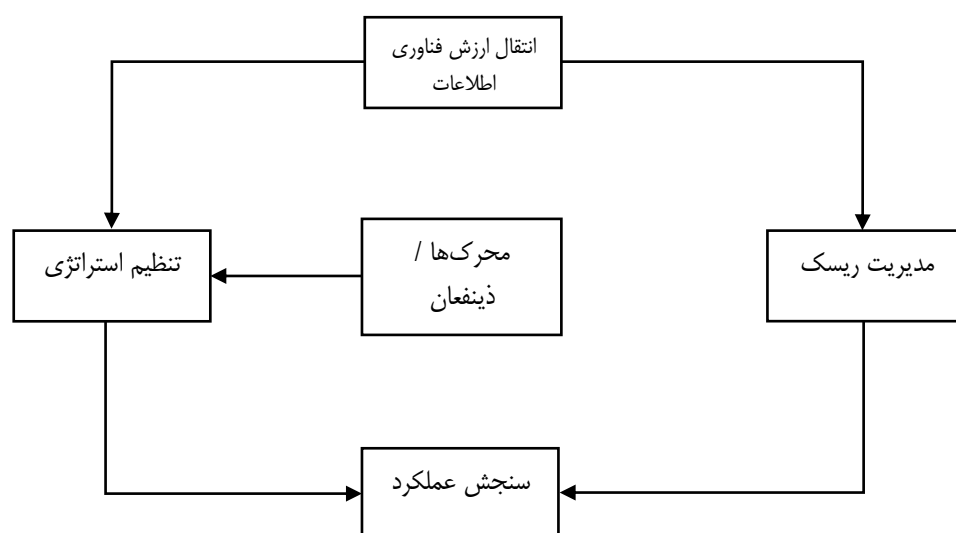 انتقال ارزش فناوری
اطلاعات
محرک‌ها /
ذینفعان
مدیریت ریسک
تنظیم استراتژی
سنجش عملکرد